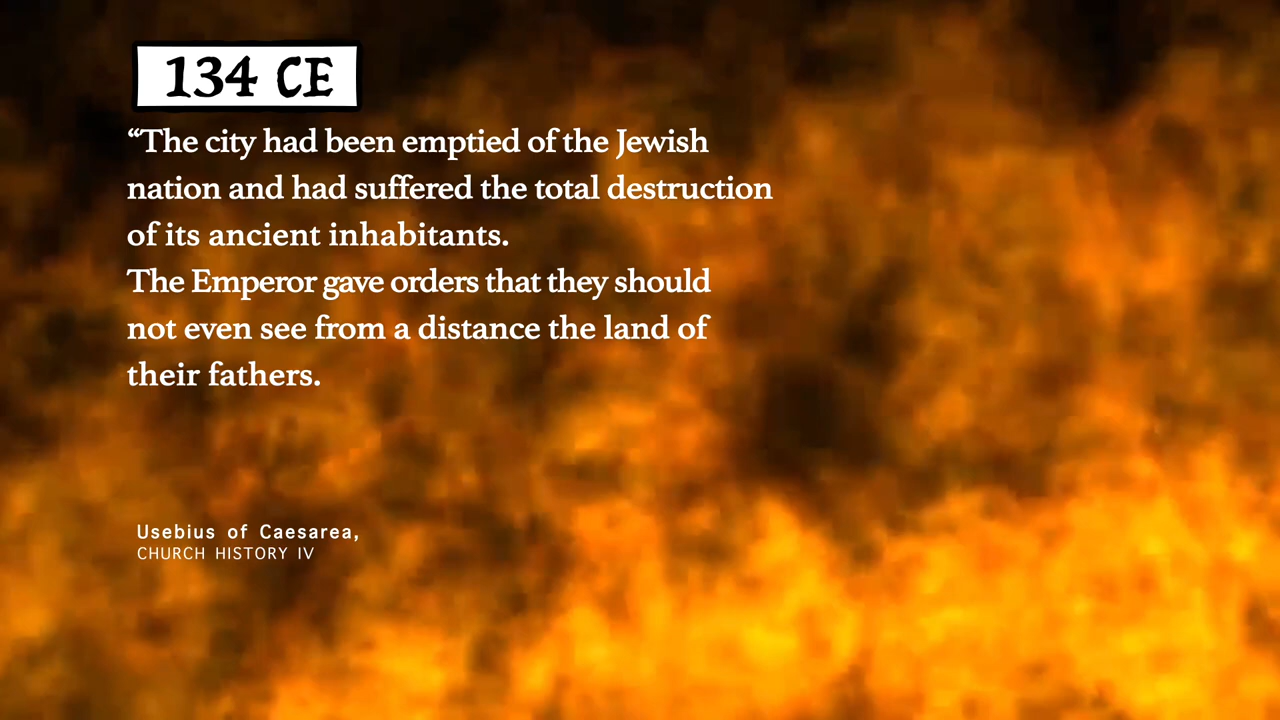 134 CE
“The city had been emptied of the Jewish
nation and had suffered the total destruction
of its ancient inhabitants.
The Emperor gave orders that they should
not even see from a distance the land of
their fathers.
Usebius of Caesarea,
CHURCH HISTORY IV